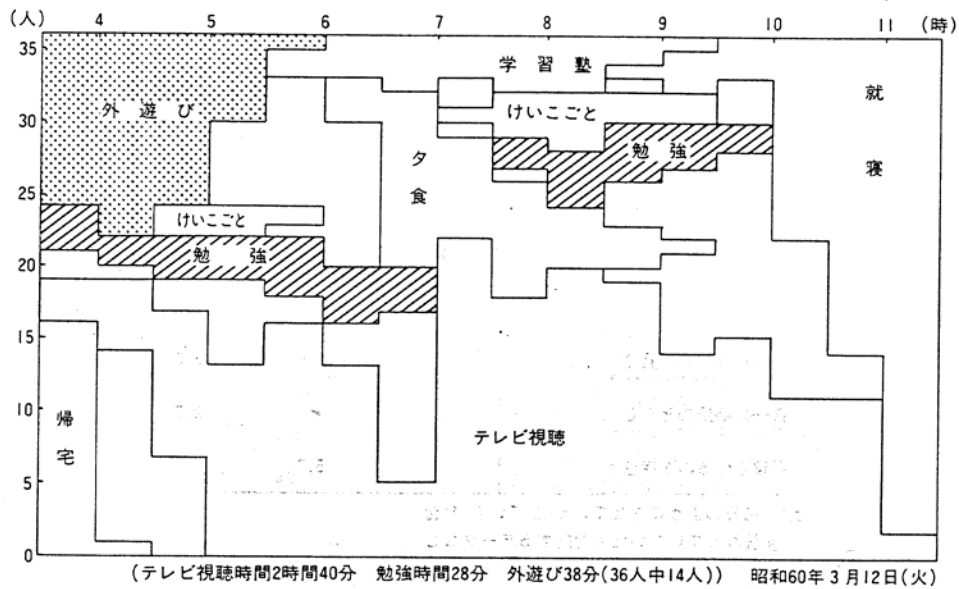 (人) 4 5 6 7 8 9 10 11 (時)
35
30
25
20
15
10
5
0
学習塾
外遊び
けいこごと
就寝
勉強
夕食
けいこごと
勉強
帰宅
テレビ視聴
(テレビ視聴時間2時間40分 勉強時間28分 外遊び38分(36人中14人)) 昭和60年3月12日(火)